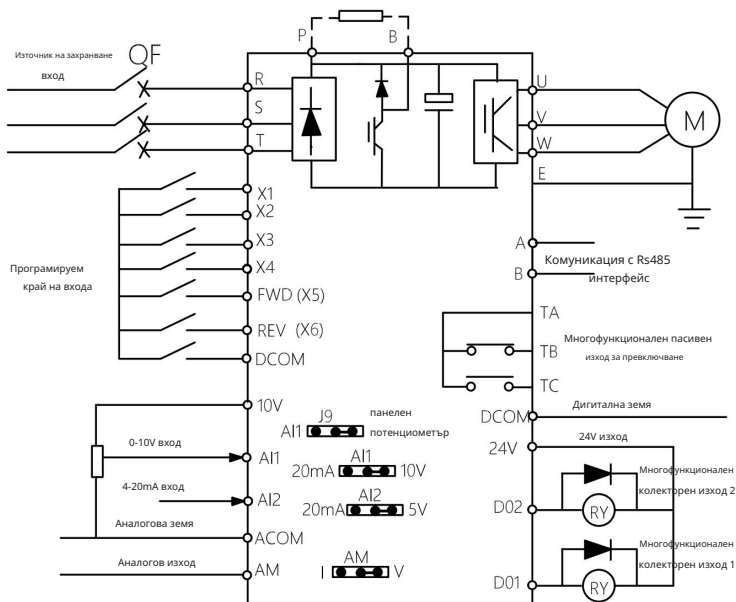 P
B
Източник на захранване
вход
QF
R
S
T
U
V
W
E
M
X1
X2
X3
X4
FWD (X5)
REV (X6)
DCOM
Програмируем
край на входа
A
B
Комуникация с Rs485
интерфейс
TA
TB
TC
Многофункционален пасивен
изход за превключване
DCOM
Дигитална земя
24V
24V изход
10V
J9
AI1
панелен
потенциометър
0-10V вход
AI1
AI1
20mA
10V
4-20mA вход
AI2
AI2
20mA
5V
Аналогова земя
ACOM
Аналогов изход
AM
AM
I
V
D02
RY
Многофункционален
колекторен изход 2
D01
RY
Многофункционален
колекторен изход 1